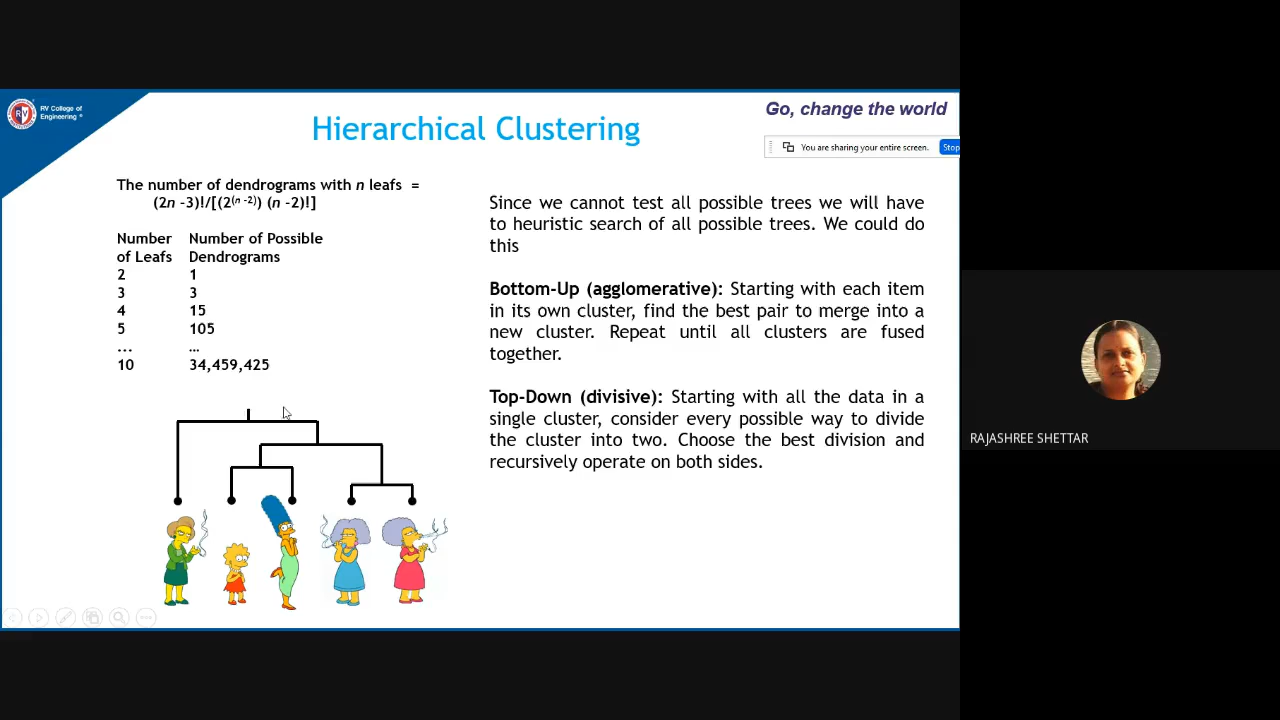 RV College of
Engineering ®
Go, change the world
Hierarchical Clustering
You are sharing your entire screen.
Stop
The number of dendrograms with n leafs =
(2n -3)!/[(2(n -2)) (n -2)!]
Number Number of Possible
of Leafs Dendrograms
2 1
3 3
4 15
5 105
... …
10 34,459,425
Since we cannot test all possible trees we will have
to heuristic search of all possible trees. We could do
this
Bottom-Up (agglomerative): Starting with each item
in its own cluster, find the best pair to merge into a
new cluster. Repeat until all clusters are fused
together.
Top-Down (divisive): Starting with all the data in a
single cluster, consider every possible way to divide
the cluster into two. Choose the best division and
recursively operate on both sides.
RAJASHREE SHETTAR